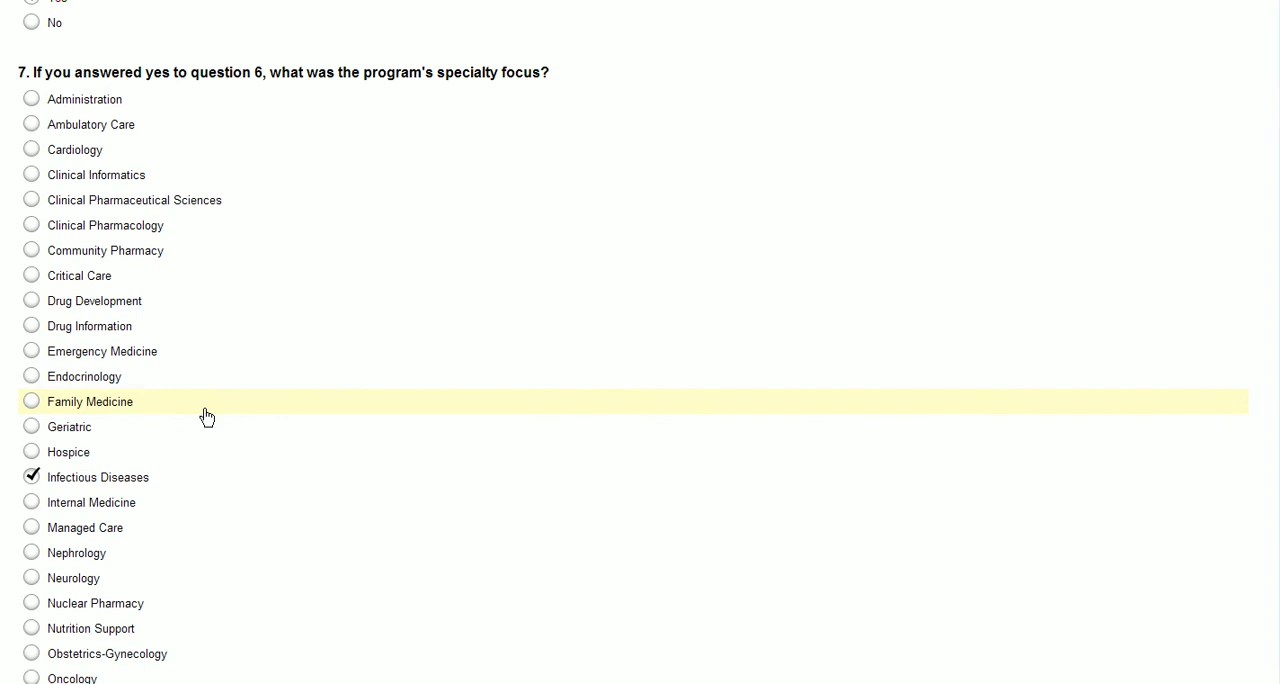 Yes
No
7. If you answered yes to question 6, what was the program's specialty focus?
Administration
Ambulatory Care
Cardiology
Clinical Informatics
Clinical Pharmaceutical Sciences
Clinical Pharmacology
Community Pharmacy
Critical Care
Drug Development
Drug Information
Emergency Medicine
Endocrinology
Family Medicine
Geriatric
Hospice
Infectious Diseases
Internal Medicine
Managed Care
Nephrology
Neurology
Nuclear Pharmacy
Nutrition Support
Obstetrics-Gynecology
Oncology